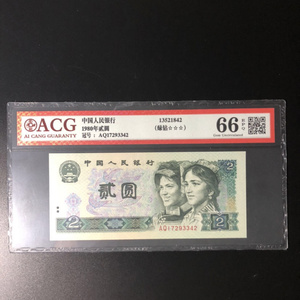 ACG
AI CANG GUARANTY
中国人民银行
1980年贰圆
冠号： AQ17293342
13521842
(绿钻☆☆☆)
66 EPQ
Gem Uncirculated
中国人民银行
贰圆
2
2
AQ17293342